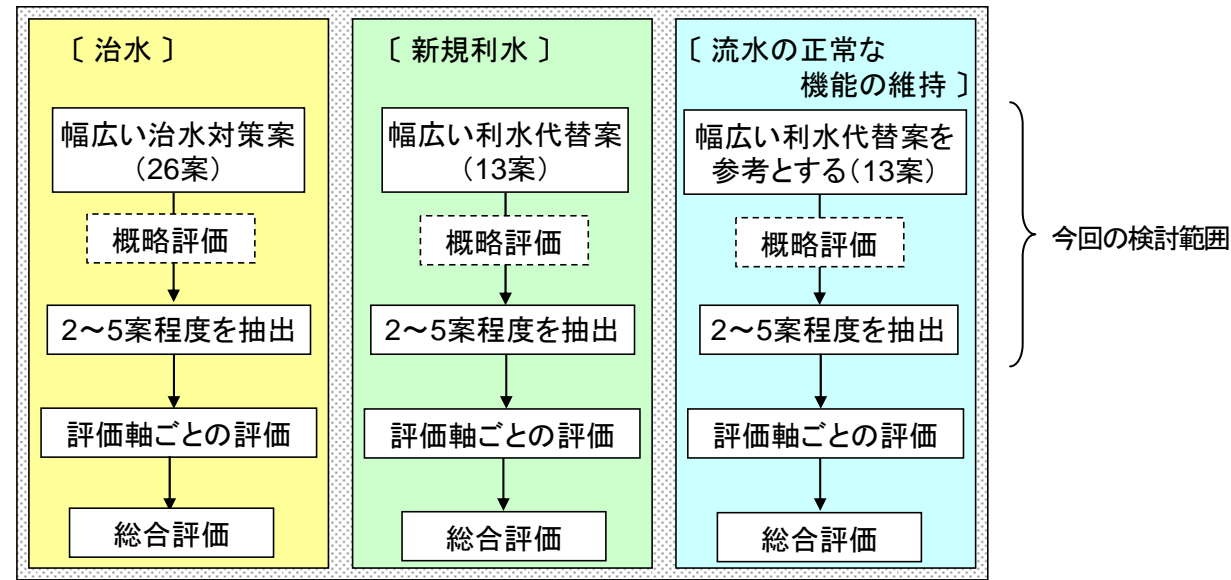 〔 治水 〕
幅広い治水対策案
（26案）
概略評価
2～5案程度を抽出
評価軸ごとの評価
総合評価
〔 新規利水 〕
幅広い利水代替案
（13案）
概略評価
2～5案程度を抽出
評価軸ごとの評価
総合評価
〔 流水の正常な
機能の維持 〕
幅広い利水代替案を
参考とする（13案）
概略評価
2～5案程度を抽出
評価軸ごとの評価
総合評価
今回の検討範囲